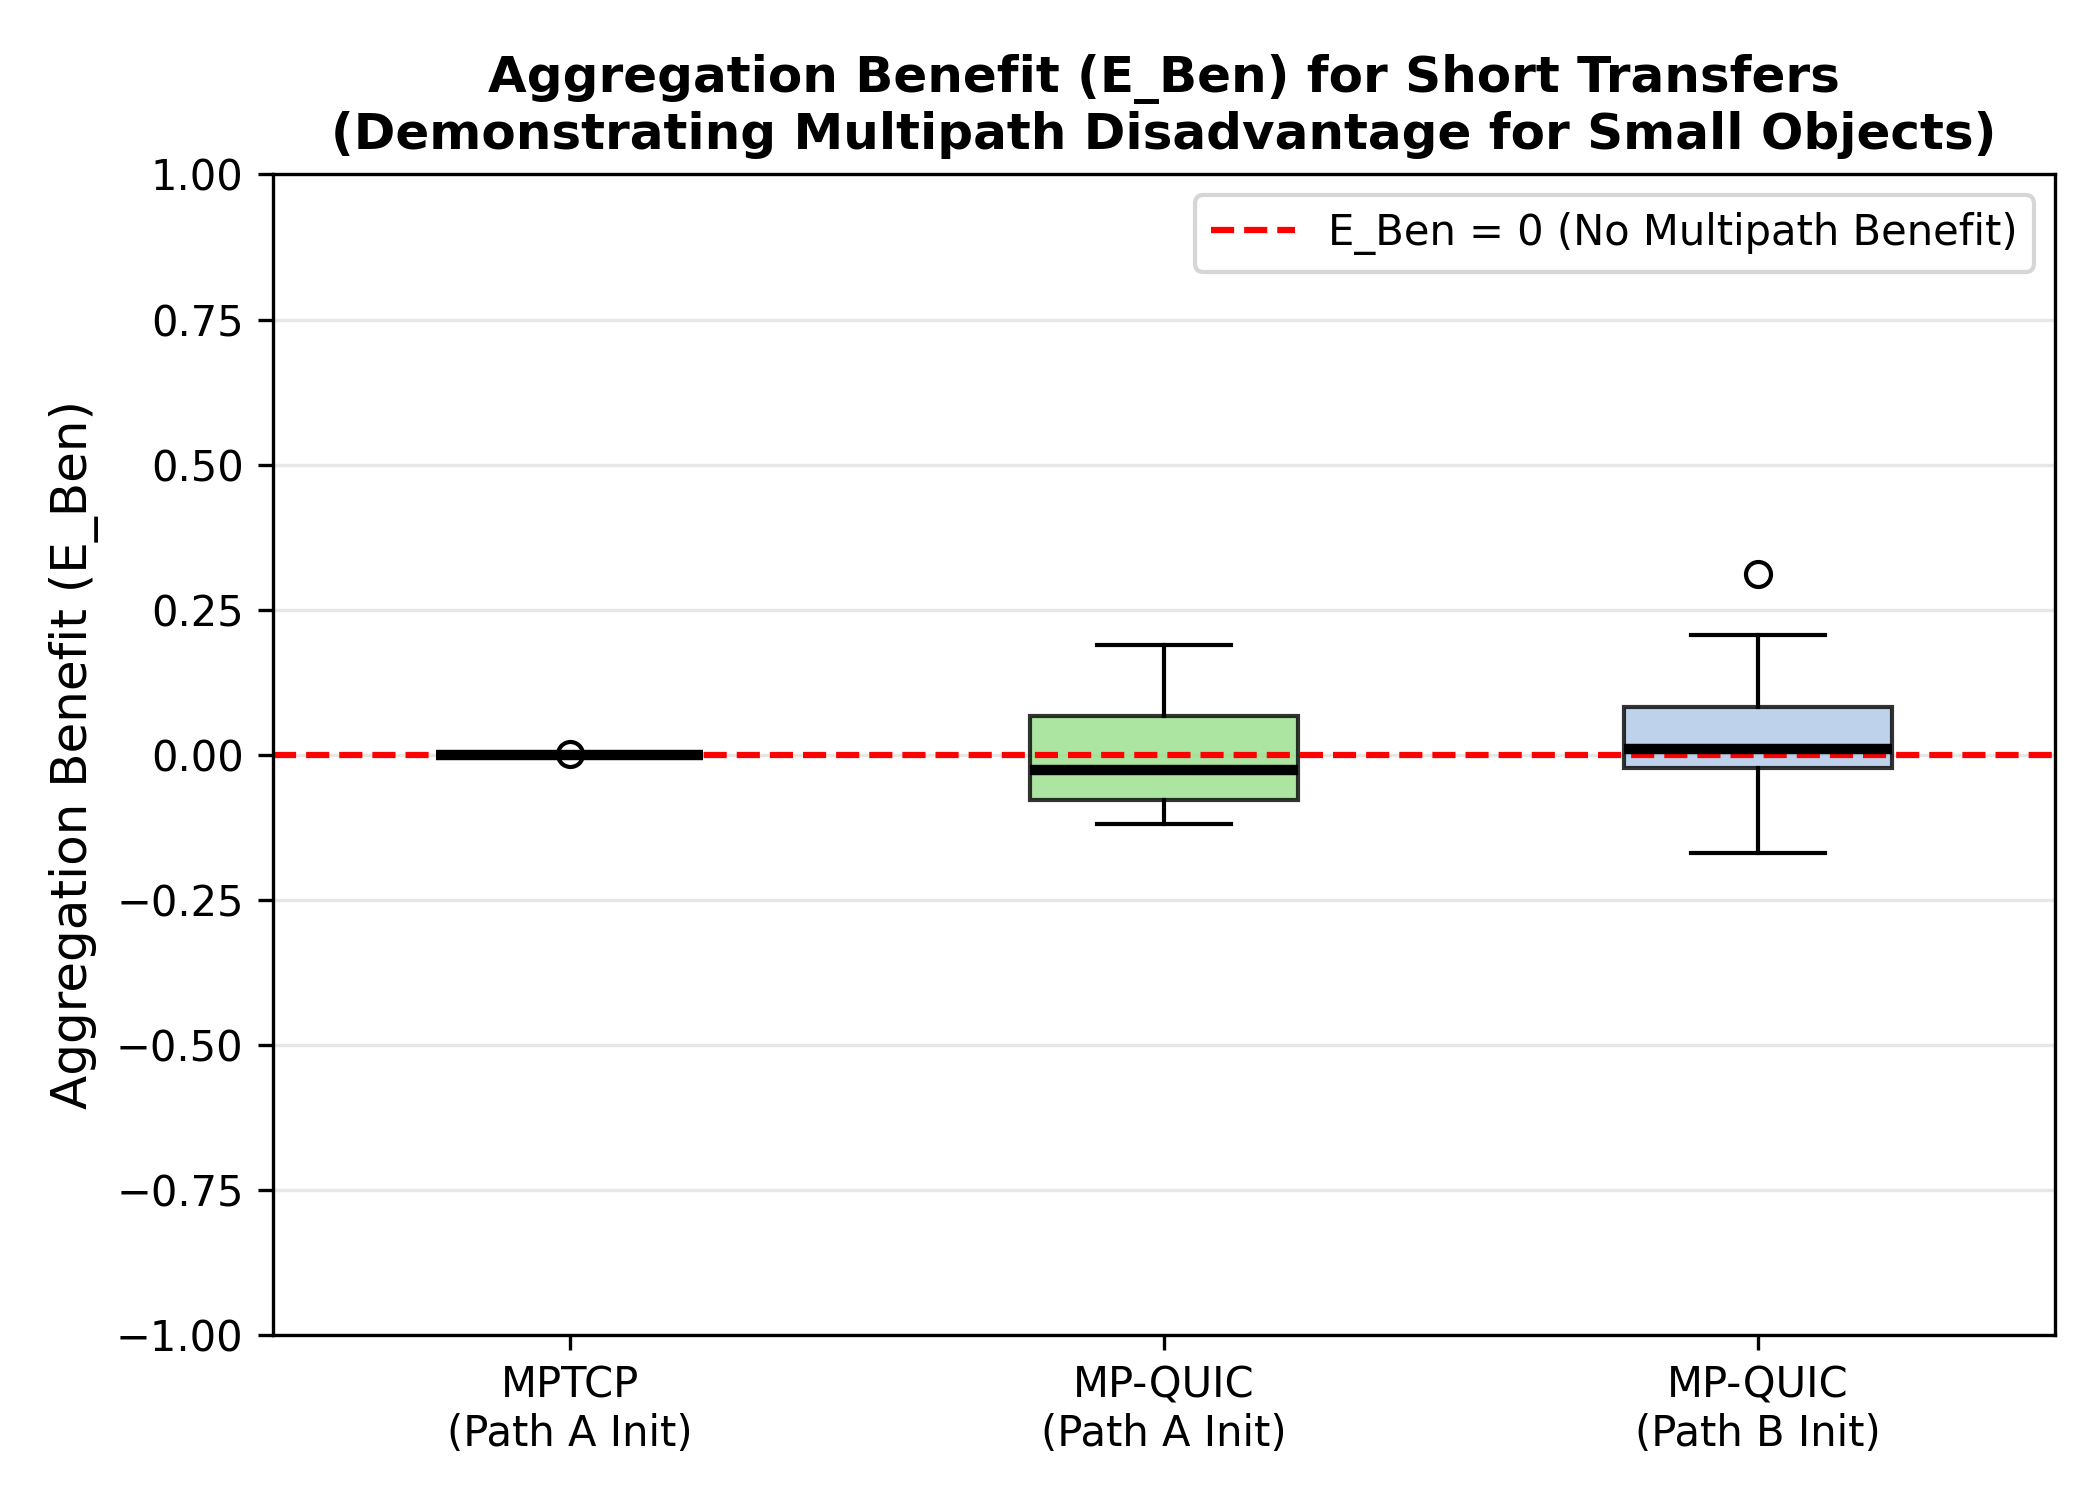 Aggregation Benefit (E_Ben) for Short Transfers
(Demonstrating Multipath Disadvantage for Small Objects)
E_Ben = 0 (No Multipath Benefit)
Aggregation Benefit (E_Ben)
1.00
0.75
0.50
0.25
0.00
−0.25
−0.50
−0.75
−1.00
MPTCP
(Path A Init)
MP-QUIC
(Path A Init)
MP-QUIC
(Path B Init)